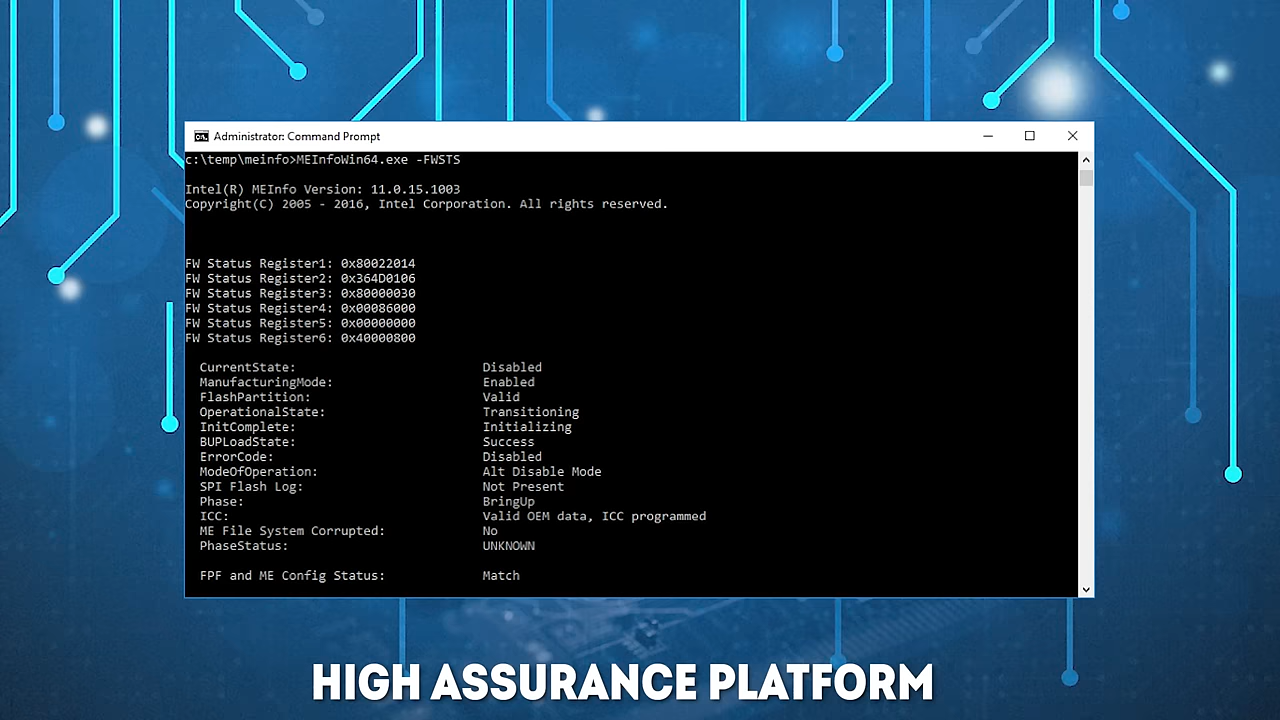 Administrator: Command Prompt
c:\temp\meinfo>MEInfoWin64.exe -FWSTS
Intel(R) MEInfo Version: 11.0.15.1003
Copyright(C) 2005 - 2016, Intel Corporation. All rights reserved.
FW Status Register1: 0x80022014
FW Status Register2: 0x364D0106
FW Status Register3: 0x80000030
FW Status Register4: 0x00086000
FW Status Register5: 0x00000000
FW Status Register6: 0x40000800
CurrentState: Disabled
ManufacturingMode: Enabled
FlashPartition: Valid
OperationalState: Transitioning
InitComplete: Initializing
BUPLoadState: Success
ErrorCode: Disabled
ModeOfOperation: Alt Disable Mode
SPI Flash Log: Not Present
Phase: BringUp
ICC: Valid OEM data, ICC programmed
ME File System Corrupted: No
PhaseStatus: UNKNOWN
FPF and ME Config Status: Match
HIGH ASSURANCE PLATFORM